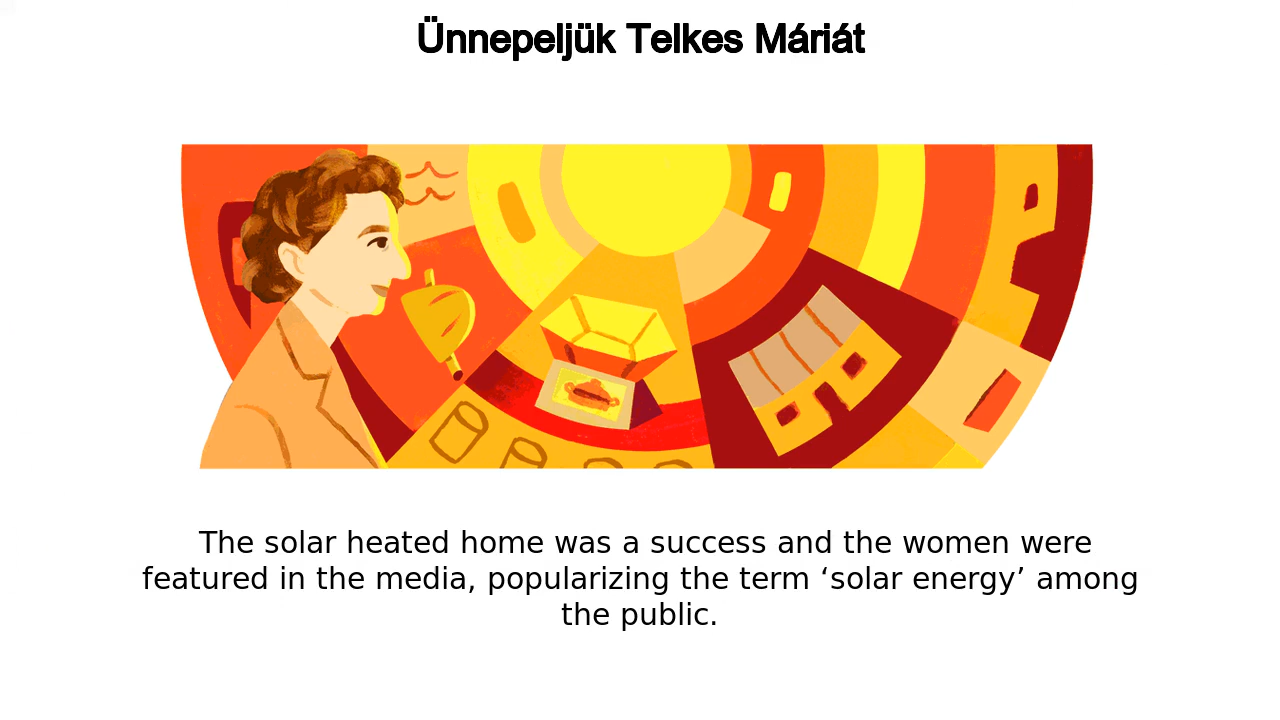 Ünnepeljük Telkes Máriát
The solar heated home was a success and the women were
featured in the media, popularizing the term ‘solar energy’ among
the public.